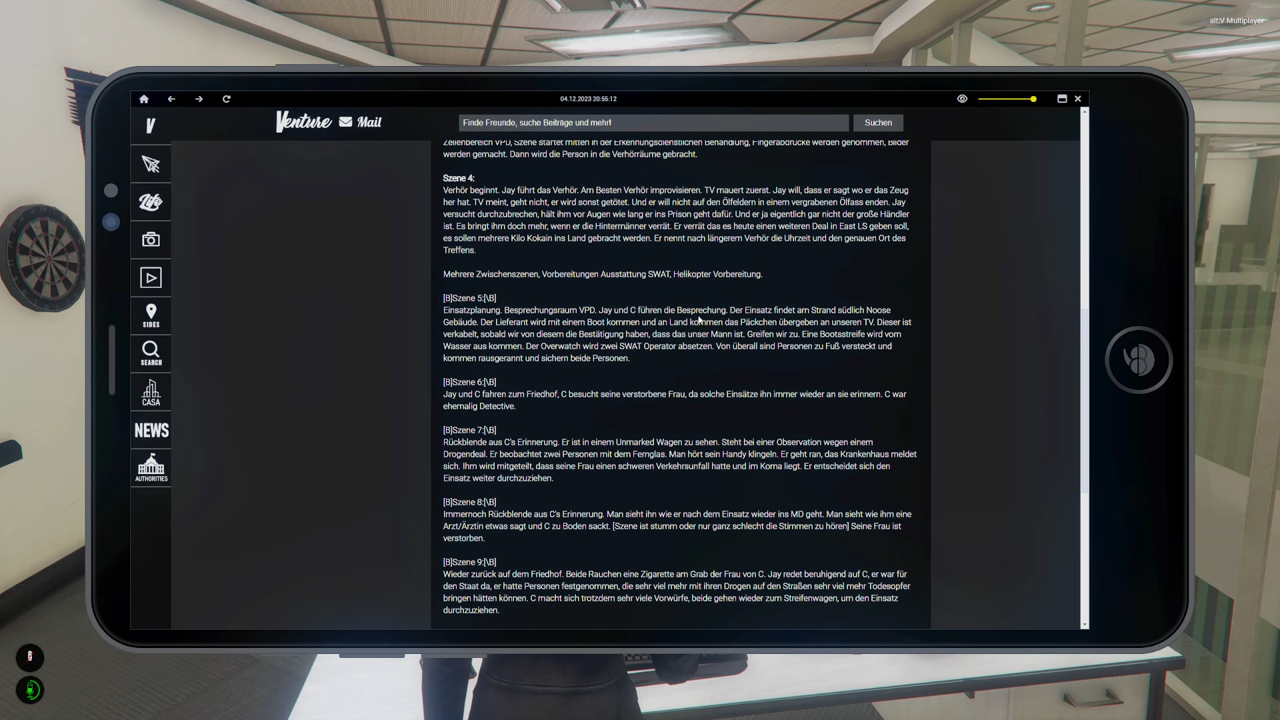 alt:V Multiplayer
04.12.2023 20:55:12
Venture Mail
Finde Freunde, suche Beiträge und mehr!
Suchen
V
Life
SIDES
SEARCH
CASA
NEWS
AUTHORITIES
Zellenbereich VPD, Szene startet mitten in der Erkennungsdienstlichen Behandlung, Fingerabdrücke werden genommen, Bilder
werden gemacht. Dann wird die Person in die Verhörräume gebracht.
Szene 4:
Verhör beginnt. Jay führt das Verhör. Am Besten Verhör improvisieren. TV mauert zuerst. Jay will, dass er sagt wo er das Zeug
her hat. TV meint, geht nicht, er wird sonst getötet. Und er will nicht auf den Ölfeldern in einem vergrabenen Ölfass enden. Jay
versucht durchzubrechen, hält ihm vor Augen wie lang er ins Prison geht dafür. Und er ja eigentlich gar nicht der große Händler
ist. Es bringt ihm doch mehr, wenn er die Hintermänner verrät. Er verrät das es heute einen weiteren Deal in East LS geben soll,
es sollen mehrere Kilo Kokain ins Land gebracht werden. Er nennt nach längerem Verhör die Uhrzeit und den genauen Ort des
Treffens.
Mehrere Zwischenszenen, Vorbereitungen Ausstattung SWAT, Helikopter Vorbereitung.
[B]Szene 5:[\B]
Einsatzplanung. Besprechungsraum VPD. Jay und C führen die Besprechung. Der Einsatz findet am Strand südlich Noose
Gebäude. Der Lieferant wird mit einem Boot kommen und an Land kommen das Päckchen übergeben an unseren TV. Dieser ist
verkabelt, sobald wir von diesem die Bestätigung haben, dass das unser Mann ist. Greifen wir zu. Eine Bootsstreife wird vom
Wasser aus kommen. Der Overwatch wird zwei SWAT Operator absetzen. Von überall sind Personen zu Fuß versteckt und
kommen rausgerannt und sichern beide Personen.
[B]Szene 6:[\B]
Jay und C fahren zum Friedhof, C besucht seine verstorbene Frau, da solche Einsätze ihn immer wieder an sie erinnern. C war
ehemalig Detective.
[B]Szene 7:[\B]
Rückblende aus C's Erinnerung. Er ist in einem Unmarked Wagen zu sehen. Steht bei einer Observation wegen einem
Drogendeal. Er beobachtet zwei Personen mit dem Fernglas. Man hört sein Handy klingeln. Er geht ran, das Krankenhaus meldet
sich. Ihm wird mitgeteilt, dass seine Frau einen schweren Verkehrsunfall hatte und im Koma liegt. Er entscheidet sich den
Einsatz weiter durchzuziehen.
[B]Szene 8:[\B]
Immernoch Rückblende aus C's Erinnerung. Man sieht ihn wie er nach dem Einsatz wieder ins MD geht. Man sieht wie ihm eine
Arzt/Ärztin etwas sagt und C zu Boden sackt. [Szene ist stumm oder nur ganz schlecht die Stimmen zu hören] Seine Frau ist
verstorben.
[B]Szene 9:[\B]
Wieder zurück auf dem Friedhof. Beide Rauchen eine Zigarette am Grab der Frau von C. Jay redet beruhigend auf C, er war für
den Staat da, er hatte Personen festgenommen, die sehr viel mehr mit ihren Drogen auf den Straßen sehr viel mehr Todesopfer
bringen hätten können. C macht sich trotzdem sehr viele Vorwürfe, beide gehen wieder zum Streifenwagen, um den Einsatz
durchzuziehen.